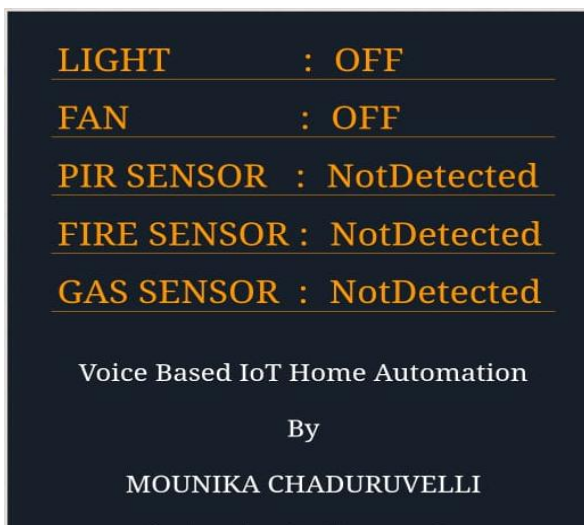 LIGHT : OFF
FAN : OFF
PIR SENSOR : NotDetected
FIRE SENSOR : NotDetected
GAS SENSOR : NotDetected
Voice Based IoT Home Automation
By
MOUNIKA CHADURUVELLI